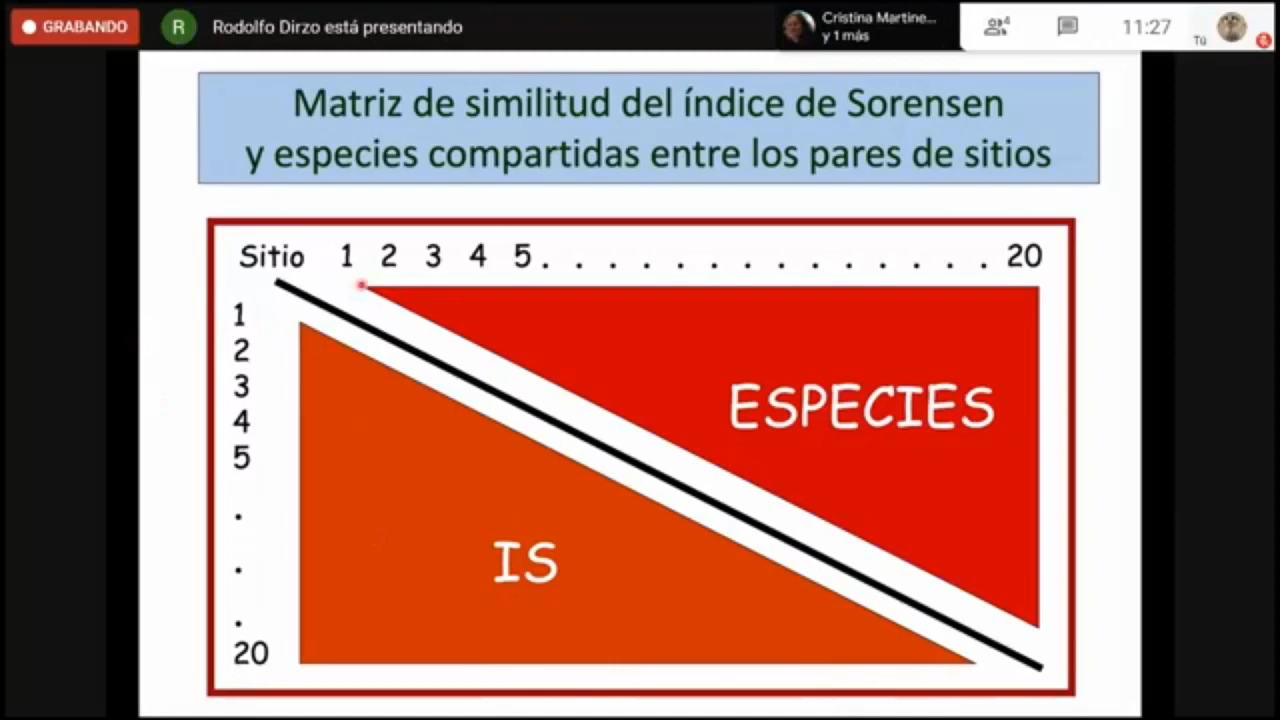 GRABANDO
R
Rodolfo Dirzo está presentando
Cristina Martine...
y 1 más
4
11:27
Tú
Matriz de similitud del índice de Sorensen
y especies compartidas entre los pares de sitios
Sitio 1 2 3 4 5 . . . . . . . . . . . . . . 20
1
2
3
4
5
.
.
.
20
ESPECIES
IS